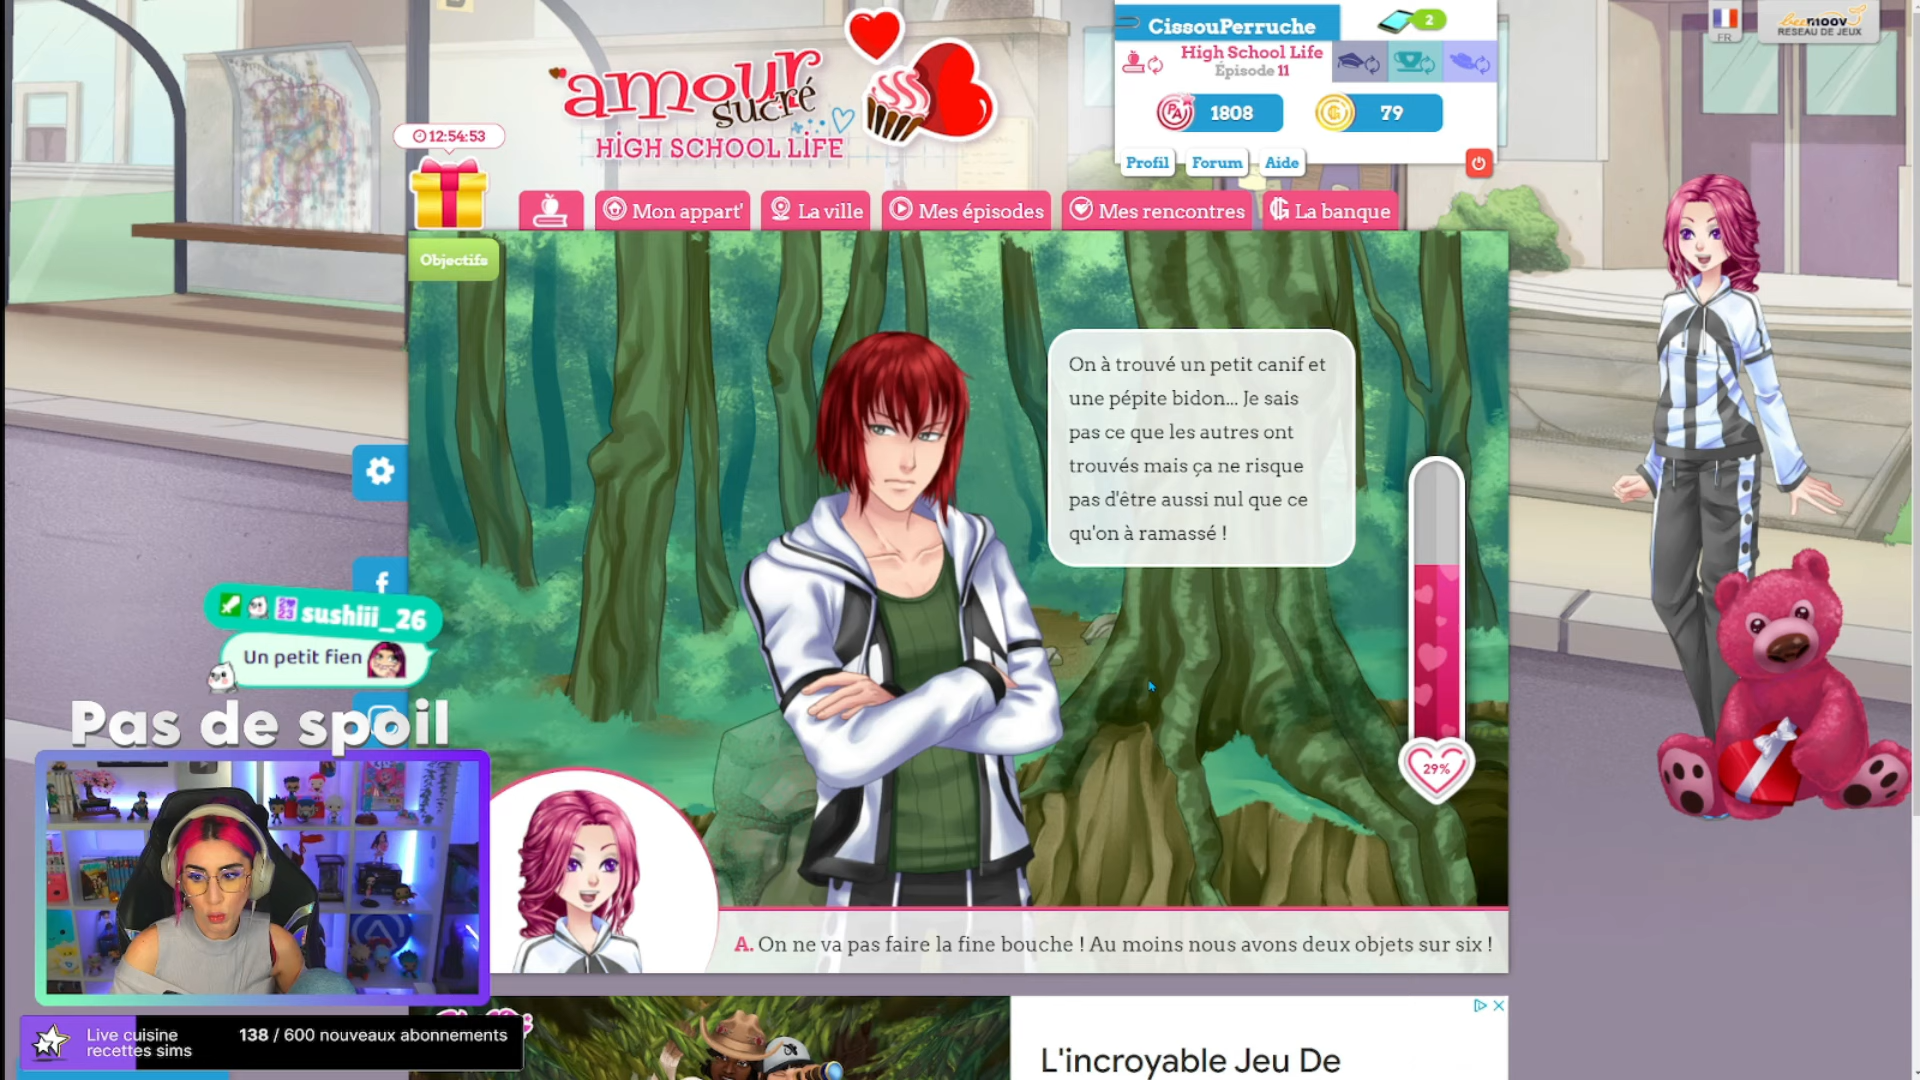 CissouPerruche
2
FR
beemoov
RÉSEAU DE JEUX
High School Life
Épisode 11
amour
sucré
HIGH SCHOOL LIFE
PA
1808
79
12:54:53
Profil
Forum
Aide
Mon appart'
La ville
Mes épisodes
Mes rencontres
La banque
Objectifs
On à trouvé un petit canif et
une pépite bidon... Je sais
pas ce que les autres ont
trouvés mais ça ne risque
pas d'être aussi nul que ce
qu'on à ramassé !
sushiii_26
Un petit fien
Pas de spoil
29%
A. On ne va pas faire la fine bouche ! Au moins nous avons deux objets sur six !
Live cuisine
recettes sims
138 / 600 nouveaux abonnements
L'incroyable Jeu De